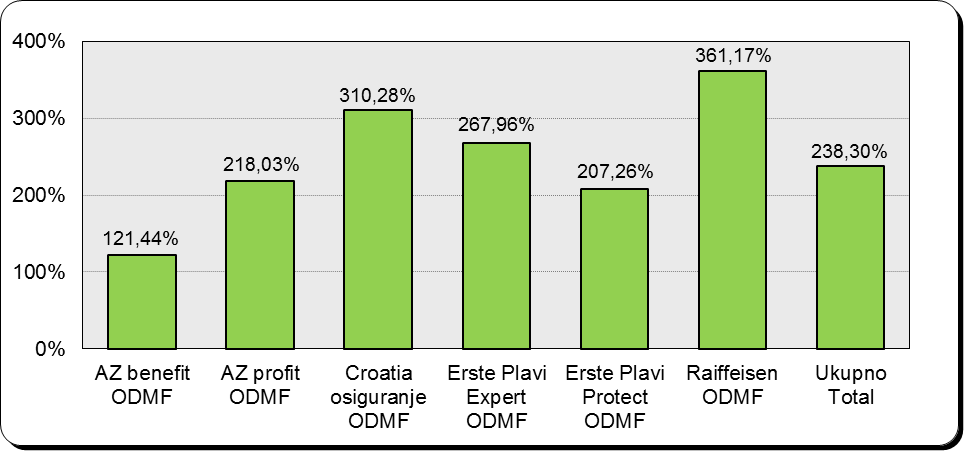 400%
300%
200%
100%
0%
121,44%
218,03%
310,28%
267,96%
207,26%
361,17%
238,30%
AZ benefit
ODMF
AZ profit
ODMF
Croatia
osiguranje
ODMF
Erste Plavi
Expert
ODMF
Erste Plavi
Protect
ODMF
Raiffeisen
ODMF
Ukupno
Total